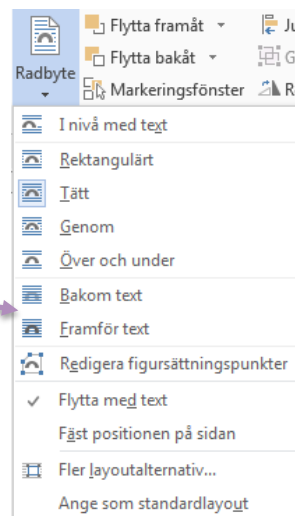 Flytta framåt
Flytta bakåt
Radbyte
Markeringsfönster
I nivå med text
Rektangulärt
Tätt
Genom
Över och under
Bakom text
Framför text
Redigera figursättningspunkter
Flytta med text
Fäst positionen på sidan
Fler layoutalternativ...
Ange som standardlayout